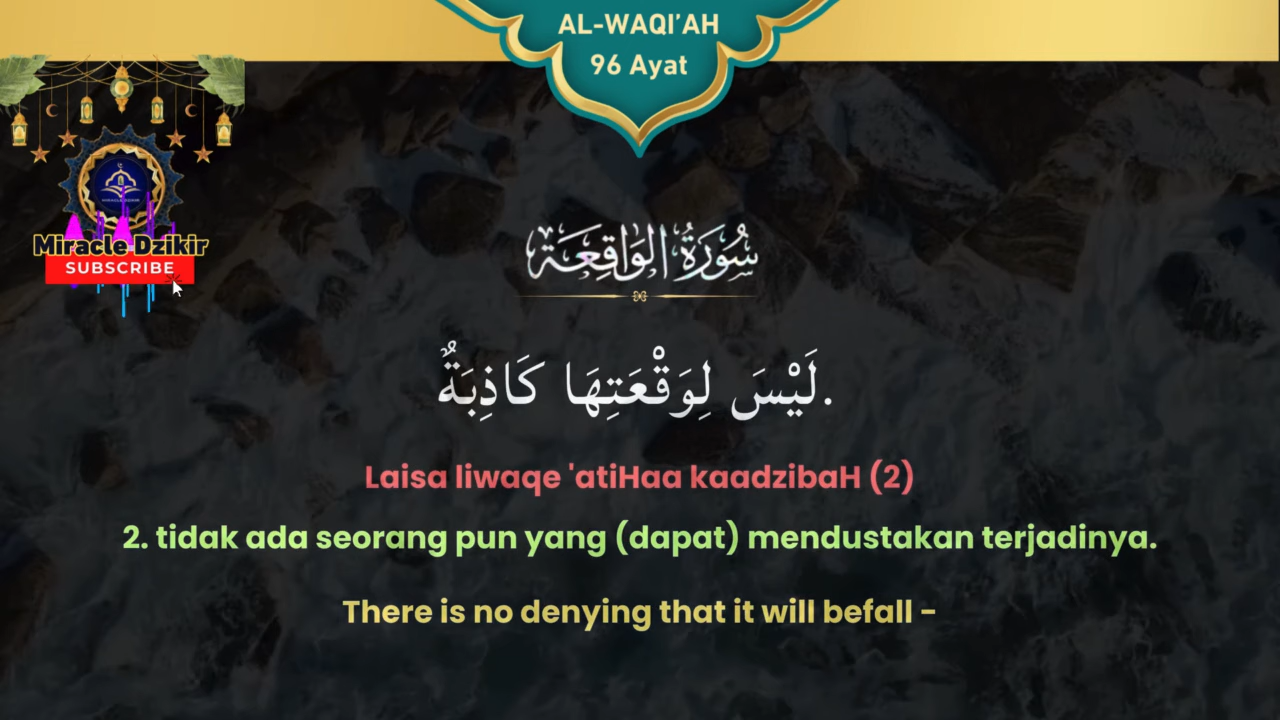 AL-WAQI'AH
96 Ayat
Miracle Dzikir
SUBSCRIBE
سُورَةُ الوَاقِعَة
لَيْسَ لِوَقْعَتِهَا كَاذِبَةٌ.
Laisa liwaqe 'atiHaa kaadzibaH (2)
2. tidak ada seorang pun yang (dapat) mendustakan terjadinya.
There is no denying that it will befall -